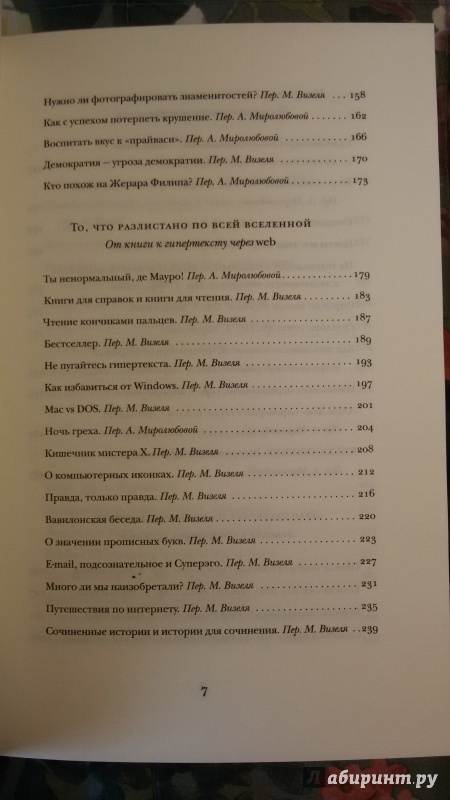 Нужно ли фотографировать знаменитостей? Пер. М. Визеля ... 158
Как с успехом потерпеть крушение. Пер. А. Миролюбовой ........ 162
Воспитать вкус к «прайваси». Пер. А. Миролюбовой ............ 166
Демократия — угроза демократии. Пер. М. Визеля ............. 170
Кто похож на Жерара Филипа? Пер. А. Миролюбовой ........... 173
То, что разлистано по всей вселенной
От книги к гипертексту через web
Ты ненормальный, де Мауро! Пер. А. Миролюбовой ............ 179
Книги для справок и книги для чтения. Пер. М. Визеля ......... 183
Чтение кончиками пальцев. Пер. М. Визеля .................. 187
Бестселлер. Пер. М. Визеля ............................... 189
Не пугайтесь гипертекста. Пер. М. Визеля ................... 193
Как избавиться от Windows. Пер. М. Визеля ................. 197
Mac vs DOS. Пер. М. Визеля ............................... 201
Ночь греха. Пер. А. Миролюбовой .......................... 204
Кишечник мистера X. Пер. М. Визеля ....................... 208
О компьютерных иконках. Пер. М. Визеля ................... 212
Правда, только правда. Пер. М. Визеля ..................... 216
Вавилонская беседа. Пер. М. Визеля ........................ 220
О значении прописных букв. Пер. М. Визеля ................. 223
E-mail, подсознательное и Суперэго. Пер. М. Визеля ........... 227
Много ли мы наизобретали? Пер. М. Визеля ................. 231
Путешествия по интернету. Пер. М. Визеля .................. 235
Сочиненные истории и истории для сочинения. Пер. М. Визеля .. 239
7
Лабиринт.ру